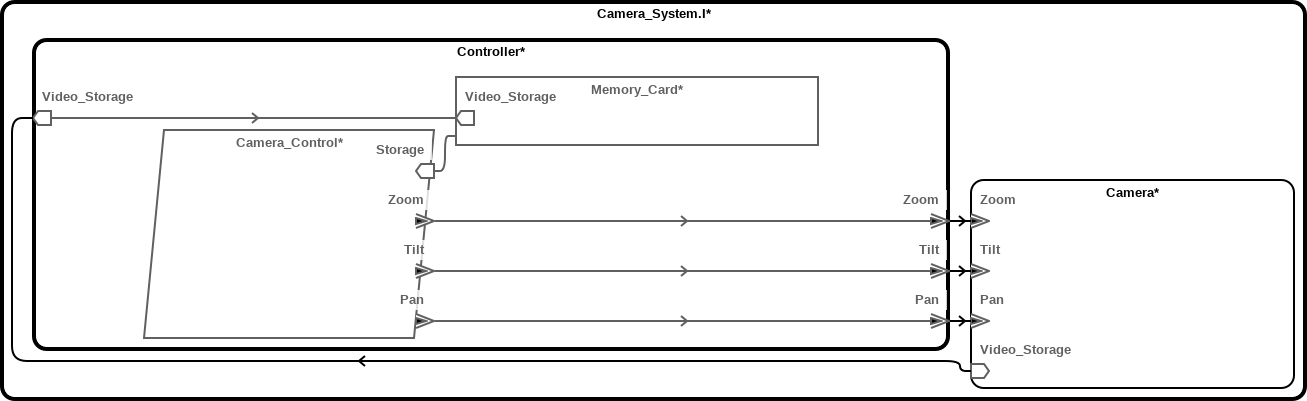 Camera_System.I*
Controller*
Video_Storage
Video_Storage
Memory_Card*
Camera_Control*
Storage
Zoom
Zoom
Zoom
Camera*
Tilt
Tilt
Tilt
Pan
Pan
Pan
Video_Storage